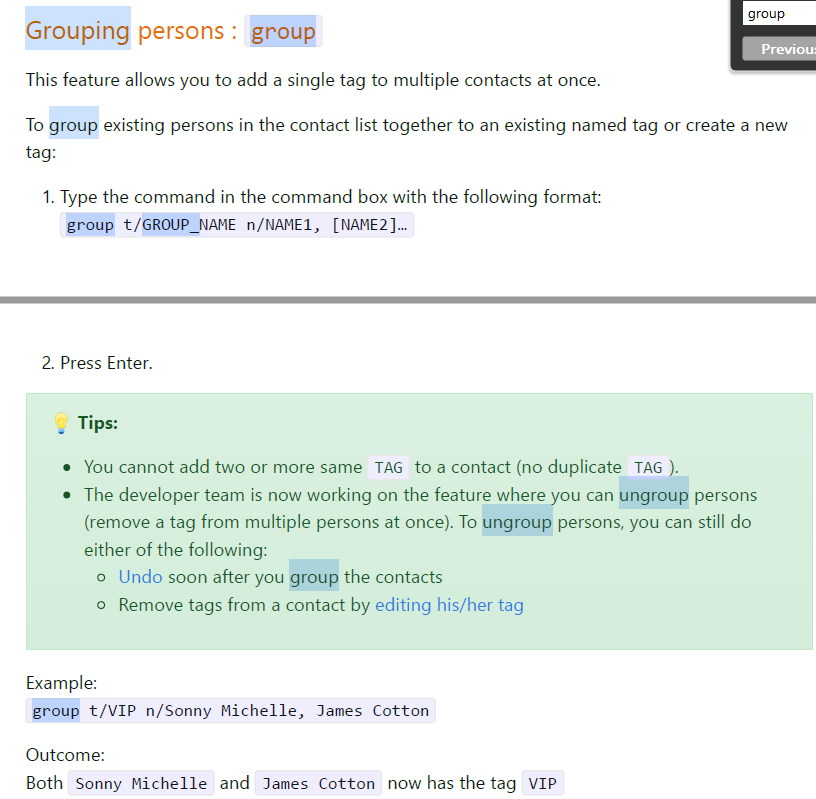 Grouping persons : group
group
Previous
This feature allows you to add a single tag to multiple contacts at once.
To group existing persons in the contact list together to an existing named tag or create a new
tag:
1. Type the command in the command box with the following format:
group t/GROUP_NAME n/NAME1, [NAME2]…
2. Press Enter.
💡 Tips:
• You cannot add two or more same TAG to a contact (no duplicate TAG ).
• The developer team is now working on the feature where you can ungroup persons
(remove a tag from multiple persons at once). To ungroup persons, you can still do
either of the following:
○ Undo soon after you group the contacts
○ Remove tags from a contact by editing his/her tag
Example:
group t/VIP n/Sonny Michelle, James Cotton
Outcome:
Both Sonny Michelle and James Cotton now has the tag VIP